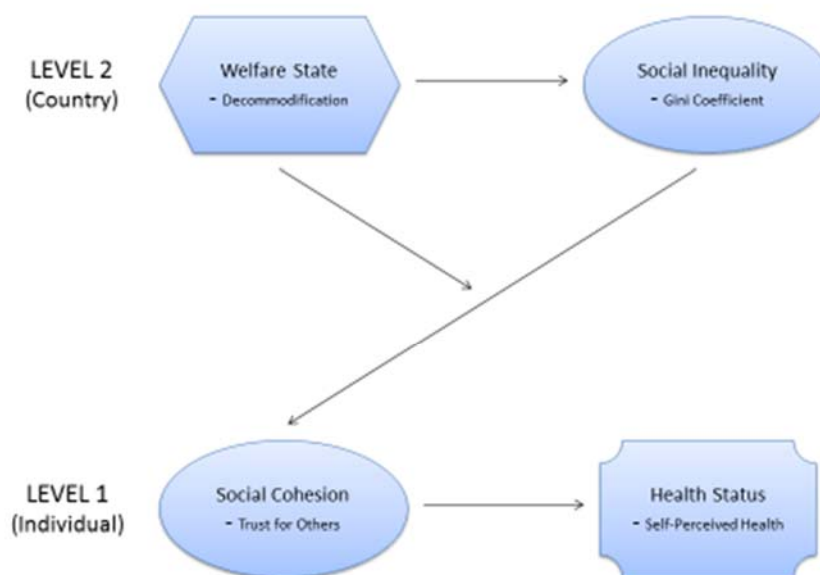 LEVEL 2
(Country)
Welfare State
- Decommodification
Social Inequality
- Gini Coefficient
LEVEL 1
(Individual)
Social Cohesion
- Trust for Others
Health Status
- Self-Perceived Health